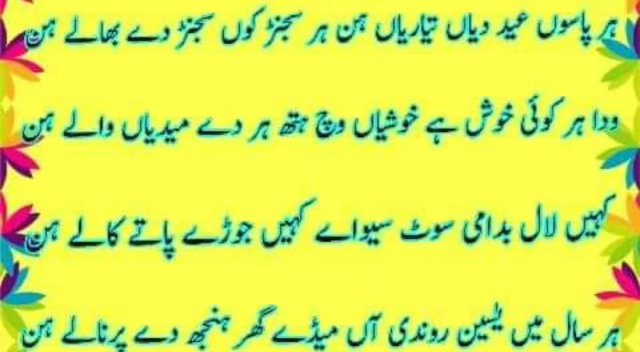 ہر پاسوں عید دیاں تیاریاں ہن ہر سجنڑ کوں سجنڑ دے بھالے ہن
ودا ہر کوئی خوش ہے خوشیاں وچ ہتھ ہر دے میدیاں والے ہن
کہیں لال بدامی سوٹ سیواے کہیں جوڑے پاتے کالے ہن
ہر سال میں یٰسین روندی آں میڈے گھر ہنجھ دے پرنالے ہن